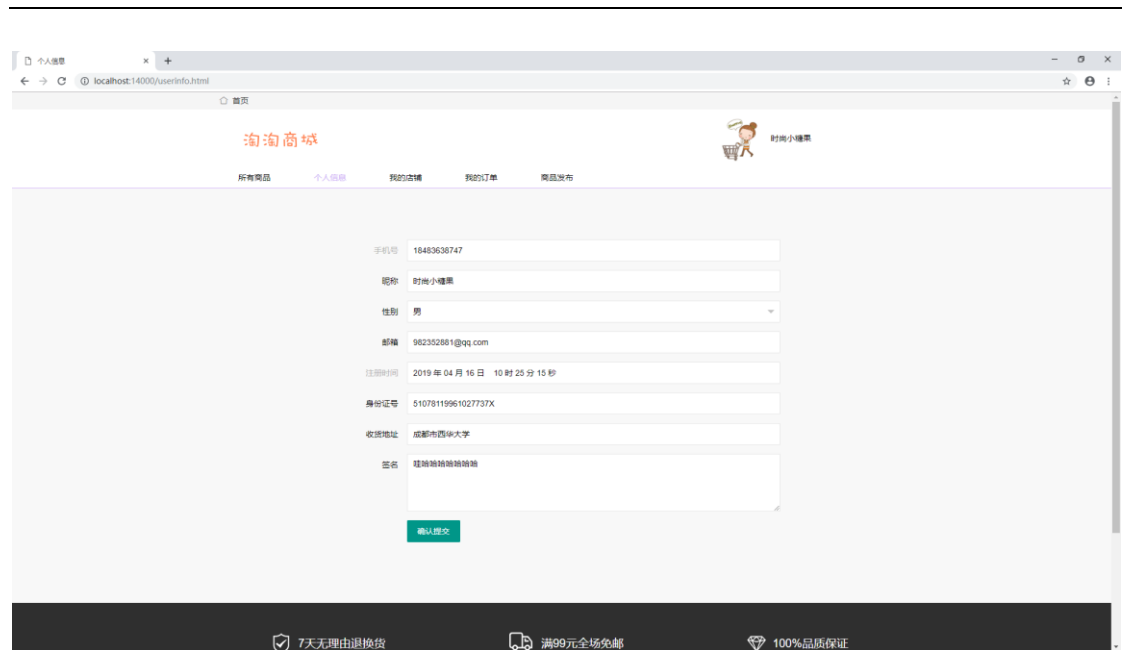 个人信息
localhost:14000/userinfo.html
首页
淘淘商城
时尚小糖果
所有商品 个人信息 我的店铺 我的订单 商品发布
手机号 18483638747
昵称 时尚小糖果
性别 男
邮箱 982352881@qq.com
注册时间 2019 年 04 月 16 日 10 时 25 分 15 秒
身份证号 51078119961027737X
收货地址 成都市西华大学
签名 哇哈哈哈哈哈哈哈
确认提交
7天无理由退换货 满99元全场免邮 100%品质保证